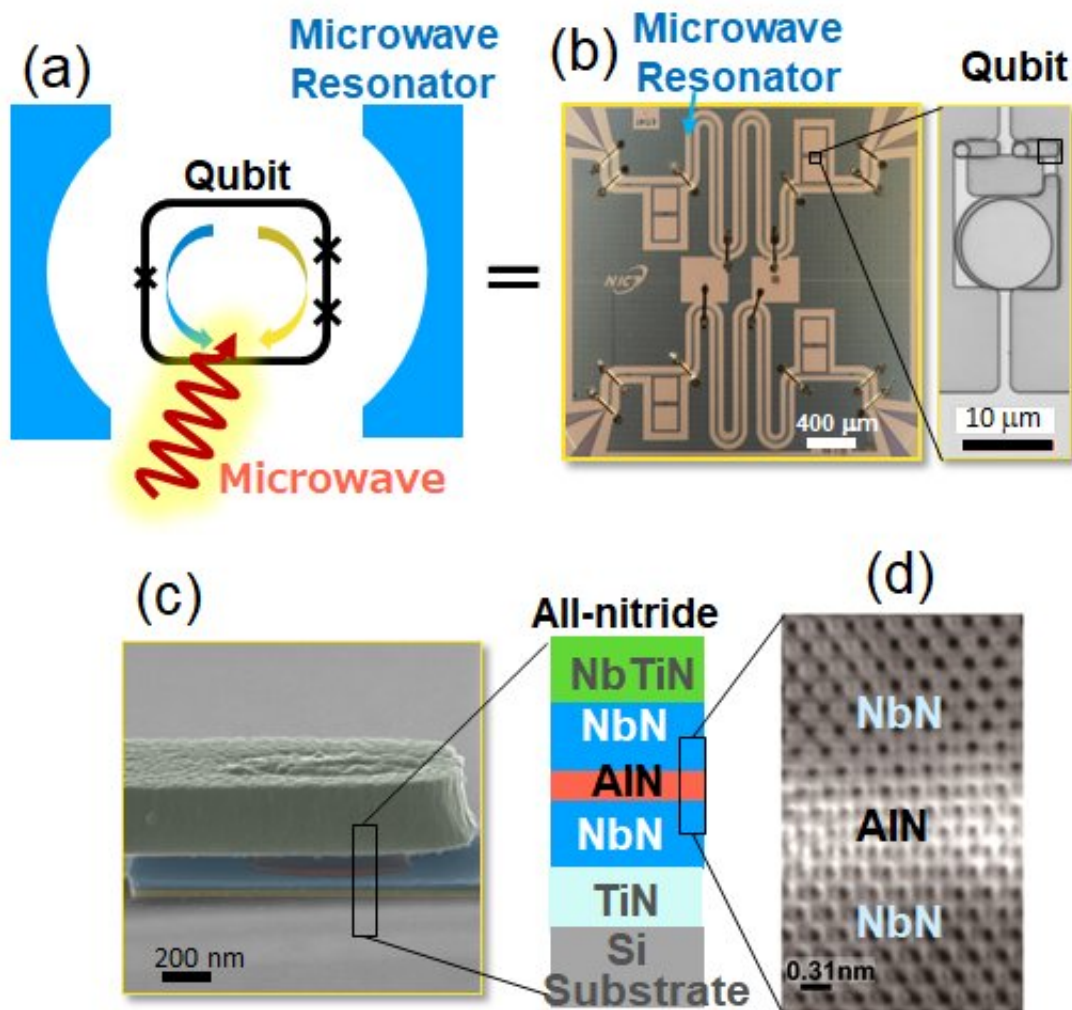 (a)
Microwave
Resonator
Qubit
Microwave
=
(b)
Microwave
Resonator
Qubit
NICT
400 μm
10 μm
(c)
200 nm
All-nitride
NbTiN
NbN
AlN
NbN
TiN
Si
Substrate
(d)
NbN
AlN
NbN
0.31nm